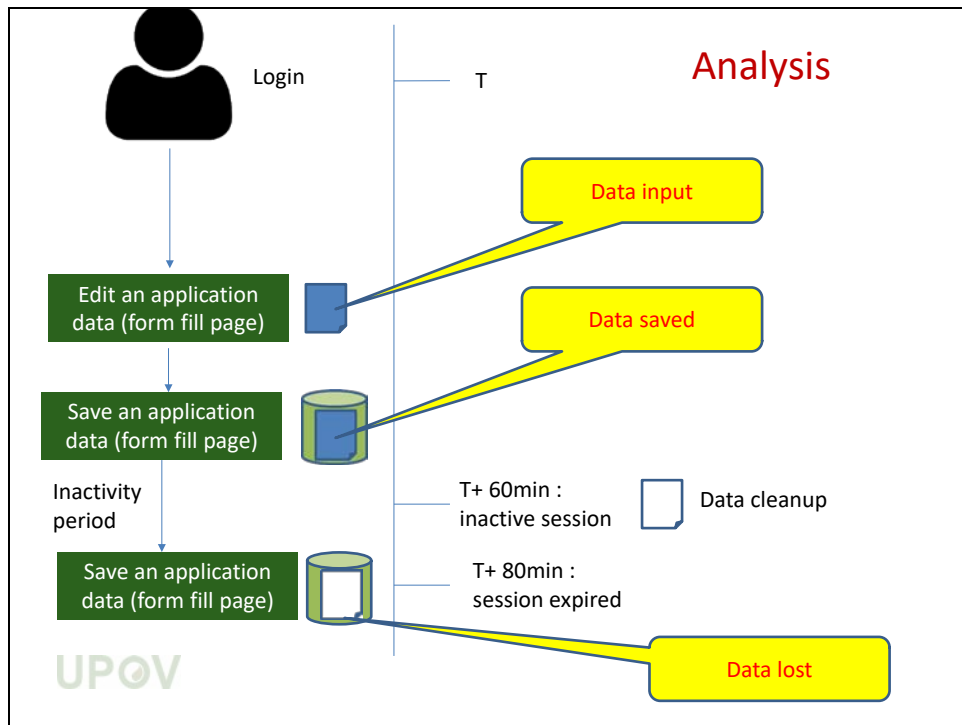 Analysis
Login
T
Data input
Edit an application
data (form fill page)
Data saved
Save an application
data (form fill page)
Inactivity
period
T+ 60min :
inactive session
Data cleanup
Save an application
data (form fill page)
T+ 80min :
session expired
Data lost
UPOV